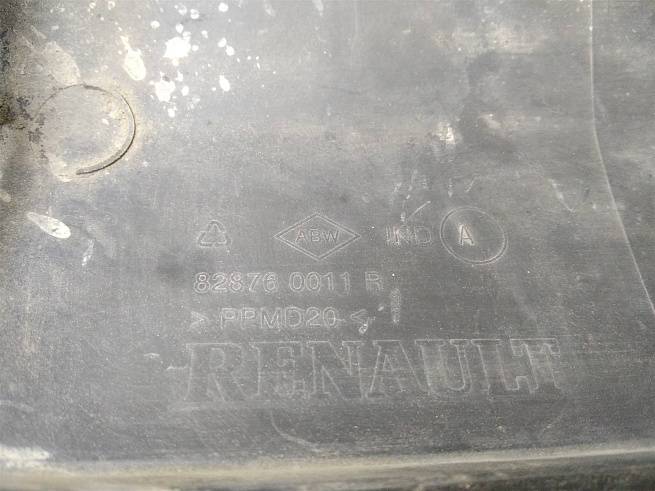 ABW IND A
82876 0011 R
>PPMD20<
RENAULT